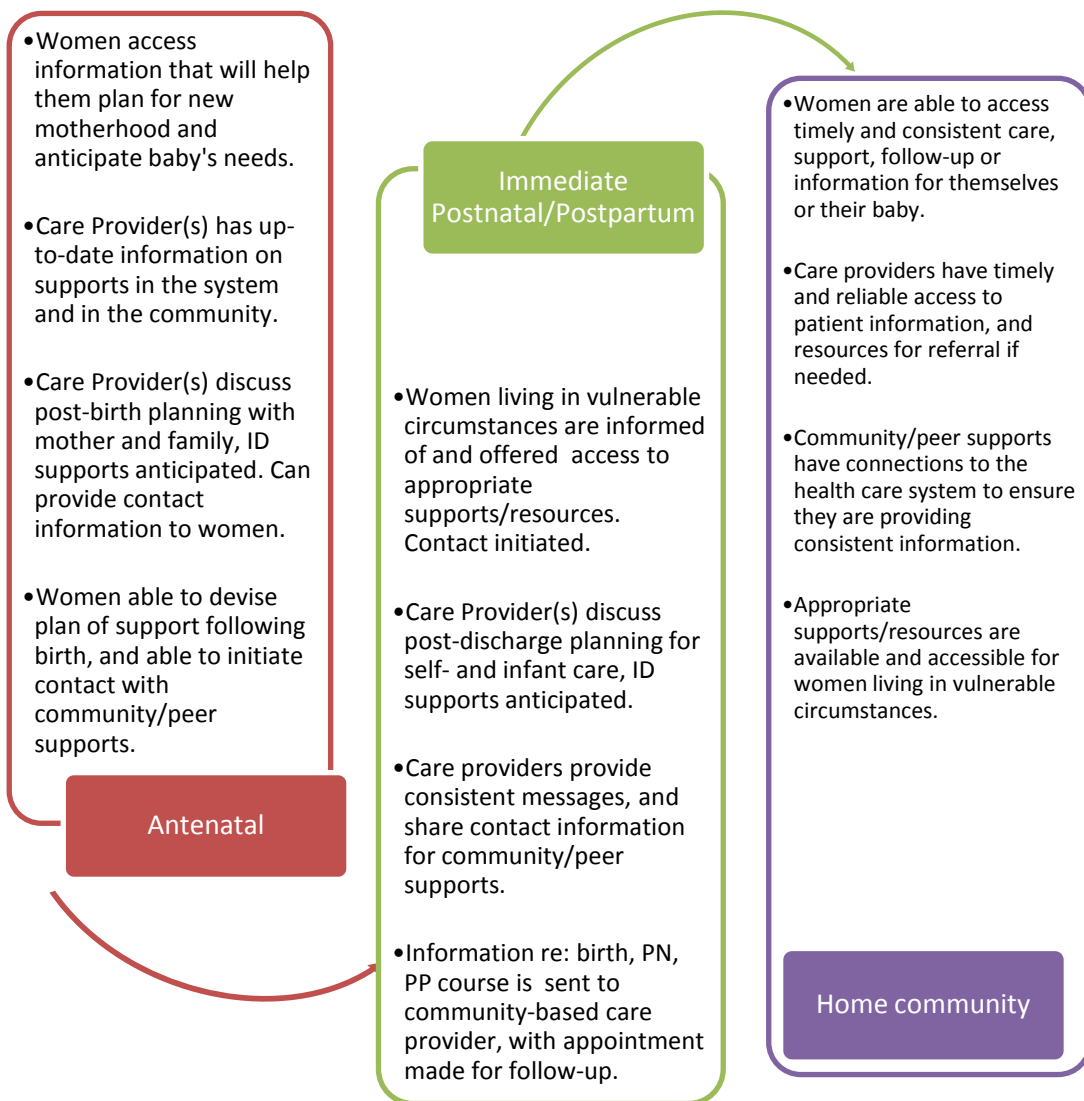 •Women access
information that will help
them plan for new
motherhood and
anticipate baby's needs.
•Care Provider(s) has up-
to-date information on
supports in the system
and in the community.
•Care Provider(s) discuss
post-birth planning with
mother and family, ID
supports anticipated. Can
provide contact
information to women.
•Women able to devise
plan of support following
birth, and able to initiate
contact with
community/peer
supports.
Antenatal
Immediate
Postnatal/Postpartum
•Women living in vulnerable
circumstances are informed
of and offered access to
appropriate
supports/resources.
Contact initiated.
•Care Provider(s) discuss
post-discharge planning for
self- and infant care, ID
supports anticipated.
•Care providers provide
consistent messages, and
share contact information
for community/peer
supports.
•Information re: birth, PN,
PP course is sent to
community-based care
provider, with appointment
made for follow-up.
•Women are able to access
timely and consistent care,
support, follow-up or
information for themselves
or their baby.
•Care providers have timely
and reliable access to
patient information, and
resources for referral if
needed.
•Community/peer supports
have connections to the
health care system to ensure
they are providing
consistent information.
•Appropriate
supports/resources are
available and accessible for
women living in vulnerable
circumstances.
Home community